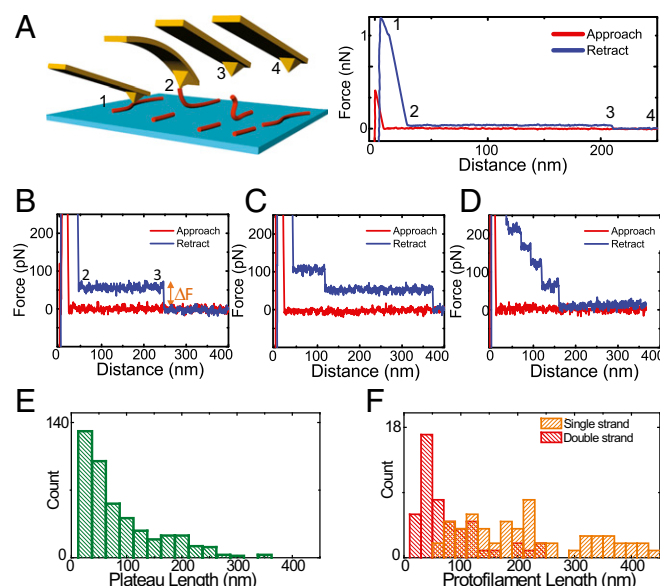 A
1
2
3
4
Force (nN)
1
0
0
100
200
Distance (nm)
Approach
Retract
1
2
3
4
B
Force (pN)
200
100
0
0
100
200
300
400
Distance (nm)
Approach
Retract
2
3
ΔF
C
Force (pN)
200
100
0
0
100
200
300
400
Distance (nm)
Approach
Retract
D
Force (pN)
200
100
0
0
100
200
300
400
Distance (nm)
Approach
Retract
E
Count
140
0
0
100
200
300
400
Plateau Length (nm)
F
Count
18
0
0
100
200
300
400
Protofilament Length (nm)
Single strand
Double strand